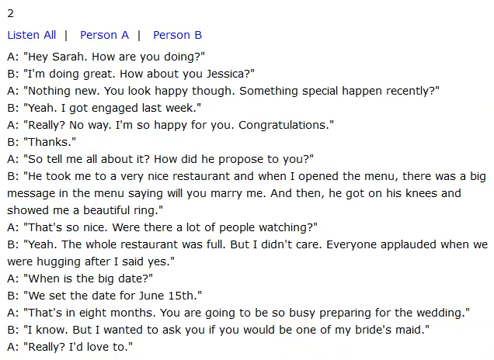 2
Listen All | Person A | Person B
A: "Hey Sarah. How are you doing?"
B: "I'm doing great. How about you Jessica?"
A: "Nothing new. You look happy though. Something special happen recently?"
B: "Yeah. I got engaged last week."
A: "Really? No way. I'm so happy for you. Congratulations."
B: "Thanks."
A: "So tell me all about it? How did he propose to you?"
B: "He took me to a very nice restaurant and when I opened the menu, there was a big
message in the menu saying will you marry me. And then, he got on his knees and
showed me a beautiful ring."
A: "That's so nice. Were there a lot of people watching?"
B: "Yeah. The whole restaurant was full. But I didn't care. Everyone applauded when we
were hugging after I said yes."
A: "When is the big date?"
B: "We set the date for June 15th."
A: "That's in eight months. You are going to be so busy preparing for the wedding."
B: "I know. But I wanted to ask you if you would be one of my bride's maid."
A: "Really? I'd love to."